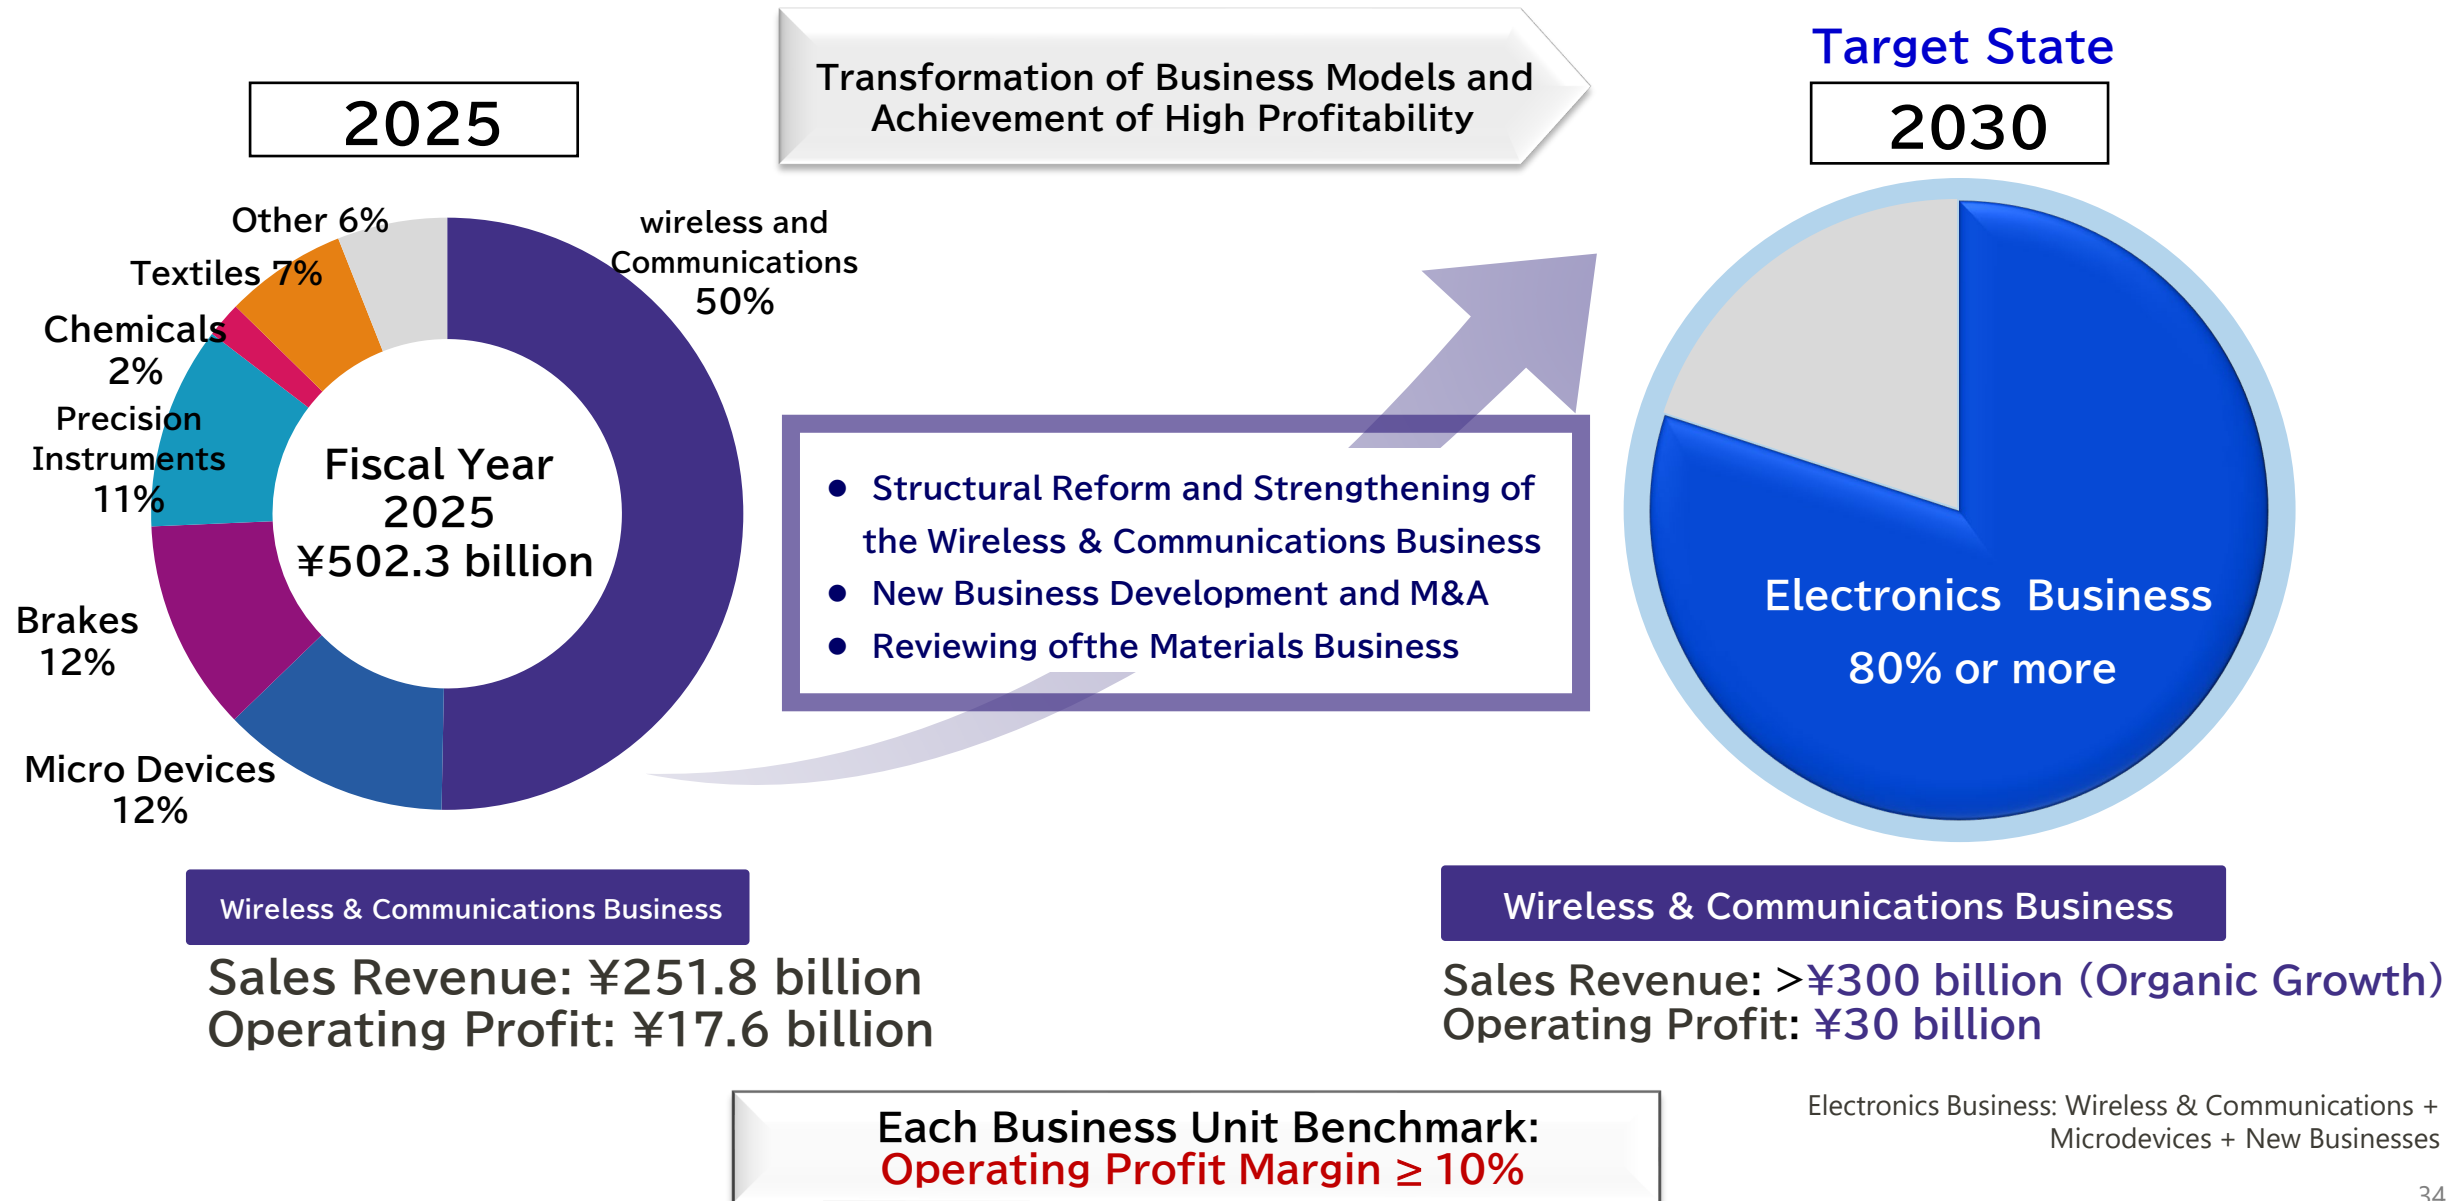 Transformation of Business Models and
Achievement of High Profitability
2025
Target State
2030
Other 6%
Textiles 7%
Chemicals
2%
Precision
Instruments
11%
Brakes
12%
Micro Devices
12%
wireless and
Communications
50%
Fiscal Year
2025
¥502.3 billion
● Structural Reform and Strengthening of
the Wireless & Communications Business
● New Business Development and M&A
● Reviewing ofthe Materials Business
Electronics Business
80% or more
Wireless & Communications Business
Sales Revenue: ¥251.8 billion
Operating Profit: ¥17.6 billion
Wireless & Communications Business
Sales Revenue: >¥300 billion (Organic Growth)
Operating Profit: ¥30 billion
Each Business Unit Benchmark:
Operating Profit Margin ≥ 10%
Electronics Business: Wireless & Communications +
Microdevices + New Businesses
34